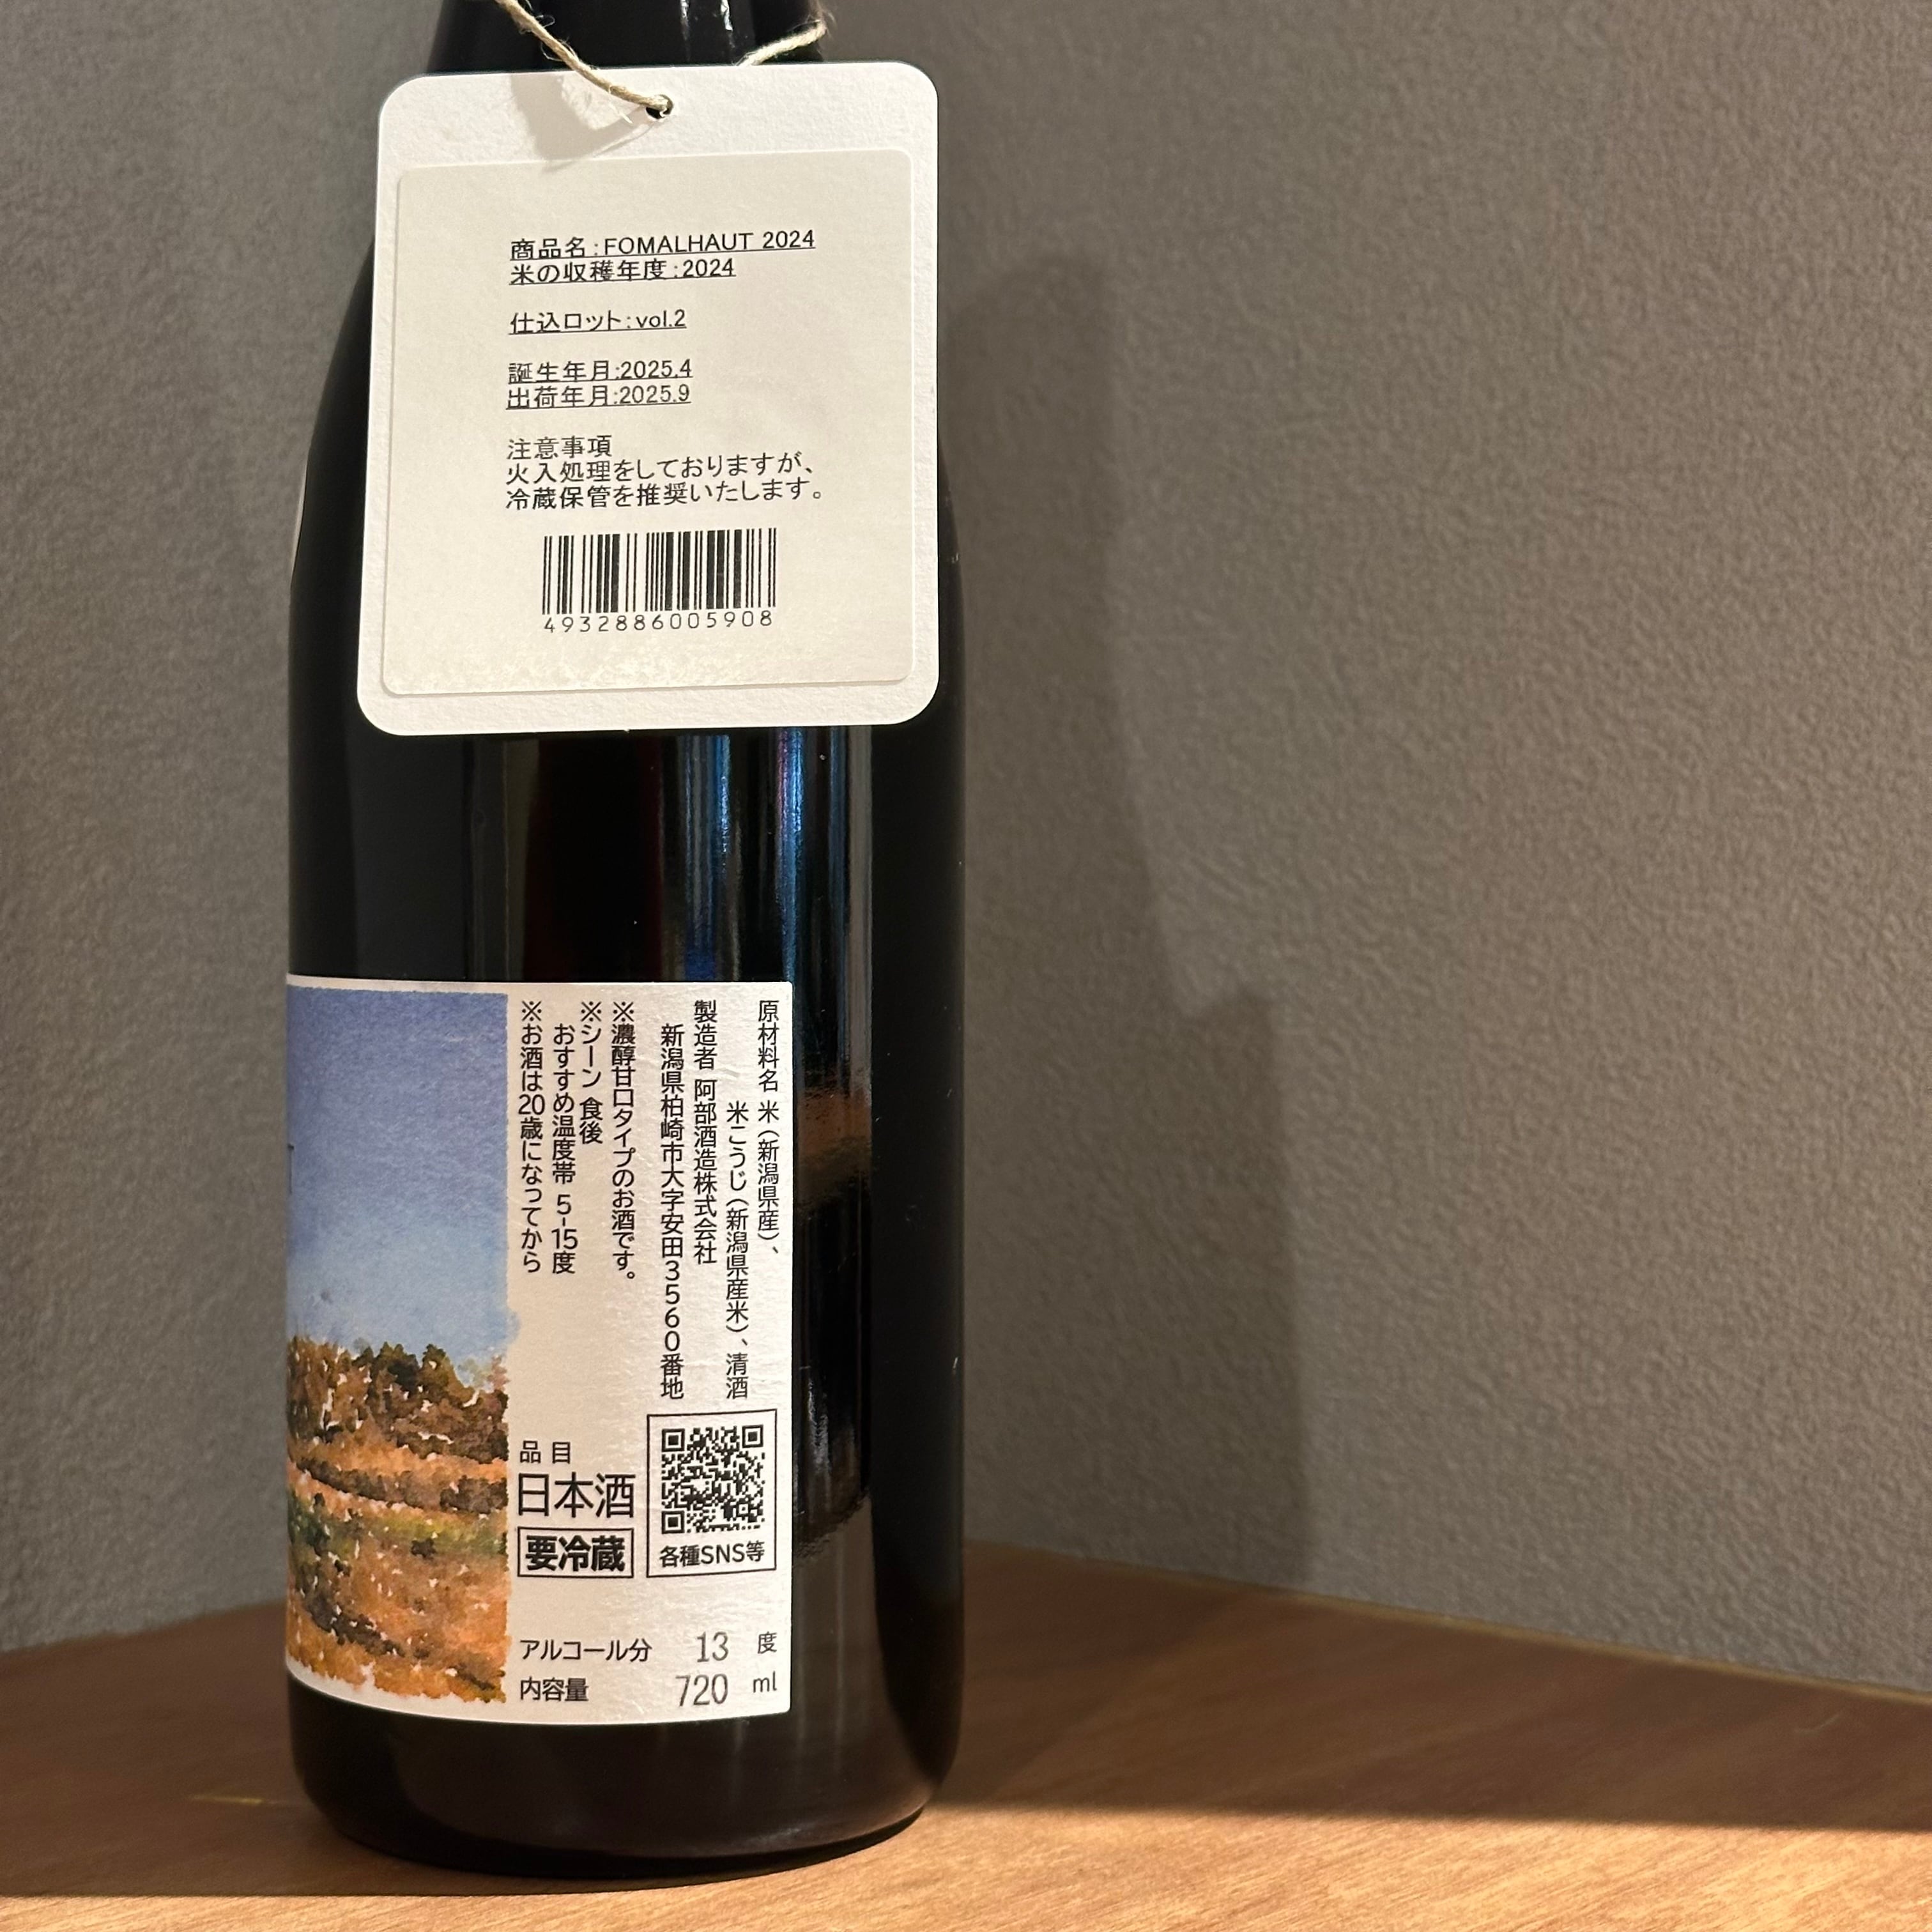 商品名:FOMALHAUT 2024
米の収穫年度:2024
仕込ロット:vol.2
誕生年月:2025.4
出荷年月:2025.9
注意事項
火入処理をしておりますが、
冷蔵保管を推奨いたします。
4932886005908
原材料名 米(新潟県産)、
米こうじ(新潟県産米)、清酒
製造者 阿部酒造株式会社
新潟県柏崎市大字安田3560番地
※濃醇甘口タイプのお酒です。
※シーン 食後
おすすめ温度帯 5-15度
※お酒は20歳になってから
品目
日本酒
要冷蔵
各種SNS等
アルコール分 13 度
内容量 720 ml